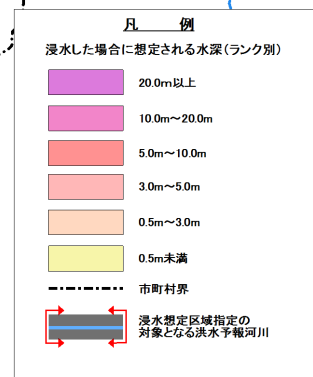 凡　例
浸水した場合に想定される水深(ランク別)
20.0m以上
10.0m～20.0m
5.0m～10.0m
3.0m～5.0m
0.5m～3.0m
0.5m未満
市町村界
浸水想定区域指定の
対象となる洪水予報河川